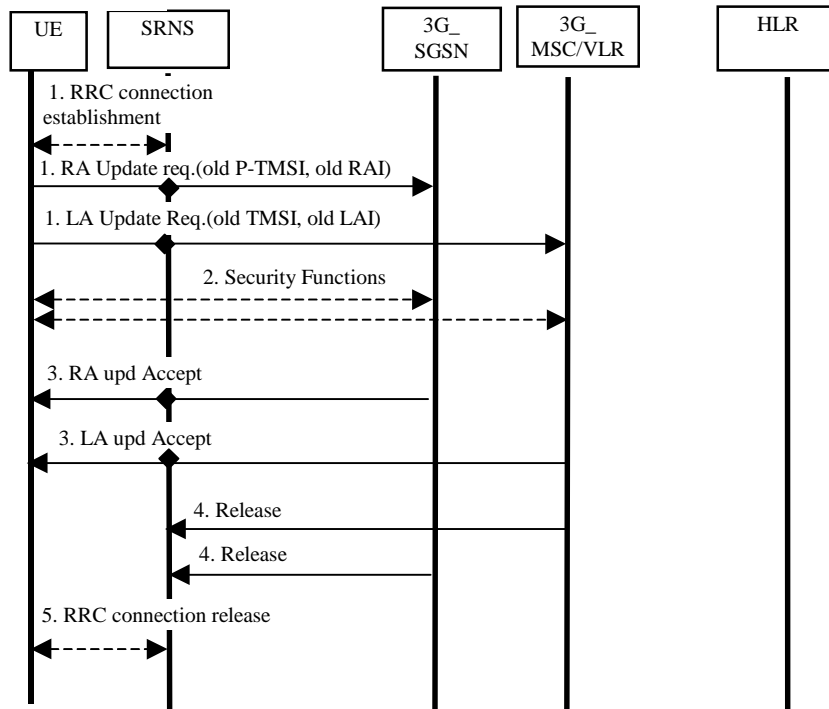 UE
SRNS
3G_
SGSN
3G_
MSC/VLR
HLR
1. RRC connection
establishment
1. RA Update req.(old P-TMSI, old RAI)
1. LA Update Req.(old TMSI, old LAI)
2. Security Functions
3. RA upd Accept
3. LA upd Accept
4. Release
4. Release
5. RRC connection release